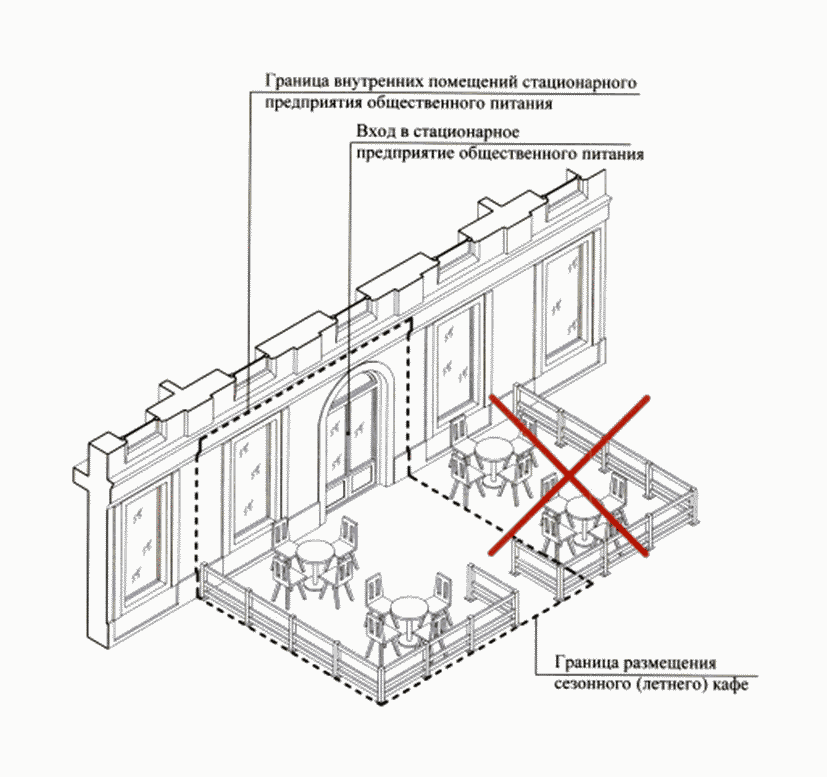 Граница внутренних помещений стационарного
предприятия общественного питания
Вход в стационарное
предприятие общественного питания
Граница размещения
сезонного (летнего) кафе